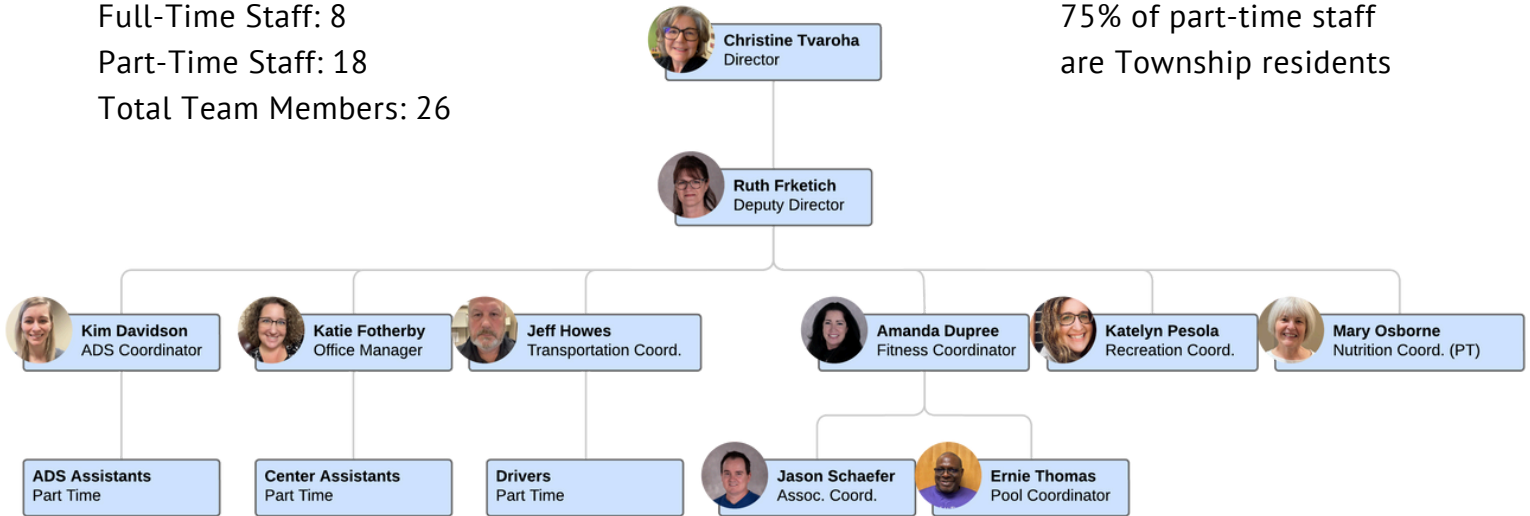 Full-Time Staff: 8
Part-Time Staff: 18
Total Team Members: 26
75% of part-time staff
are Township residents
Christine Tvaroha
Director
Ruth Frketich
Deputy Director
Kim Davidson
ADS Coordinator
Katie Fotherby
Office Manager
Jeff Howes
Transportation Coord.
Amanda Dupree
Fitness Coordinator
Katelyn Pesola
Recreation Coord.
Mary Osborne
Nutrition Coord. (PT)
ADS Assistants
Part Time
Center Assistants
Part Time
Drivers
Part Time
Jason Schaefer
Assoc. Coord.
Ernie Thomas
Pool Coordinator